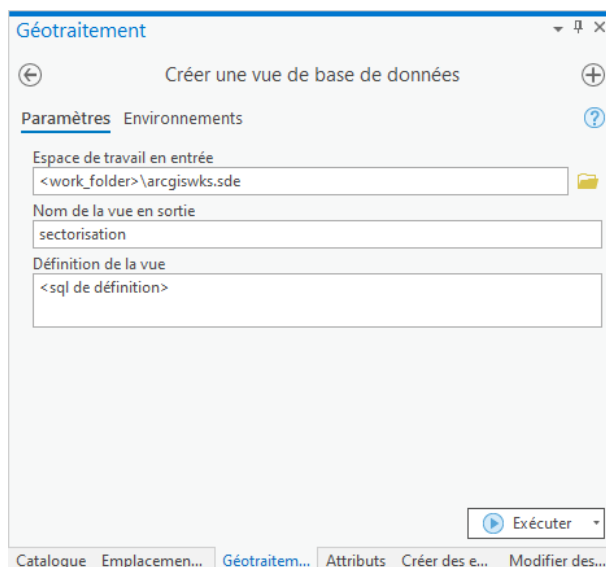 Géotraitement
Créer une vue de base de données
Paramètres Environnements
Espace de travail en entrée
<work_folder>\arcgiswks.sde
Nom de la vue en sortie
sectorisation
Définition de la vue
<sql de définition>
Exécuter
Catalogue Emplacemen... Géotraitem... Attributs Créer des e... Modifier des...